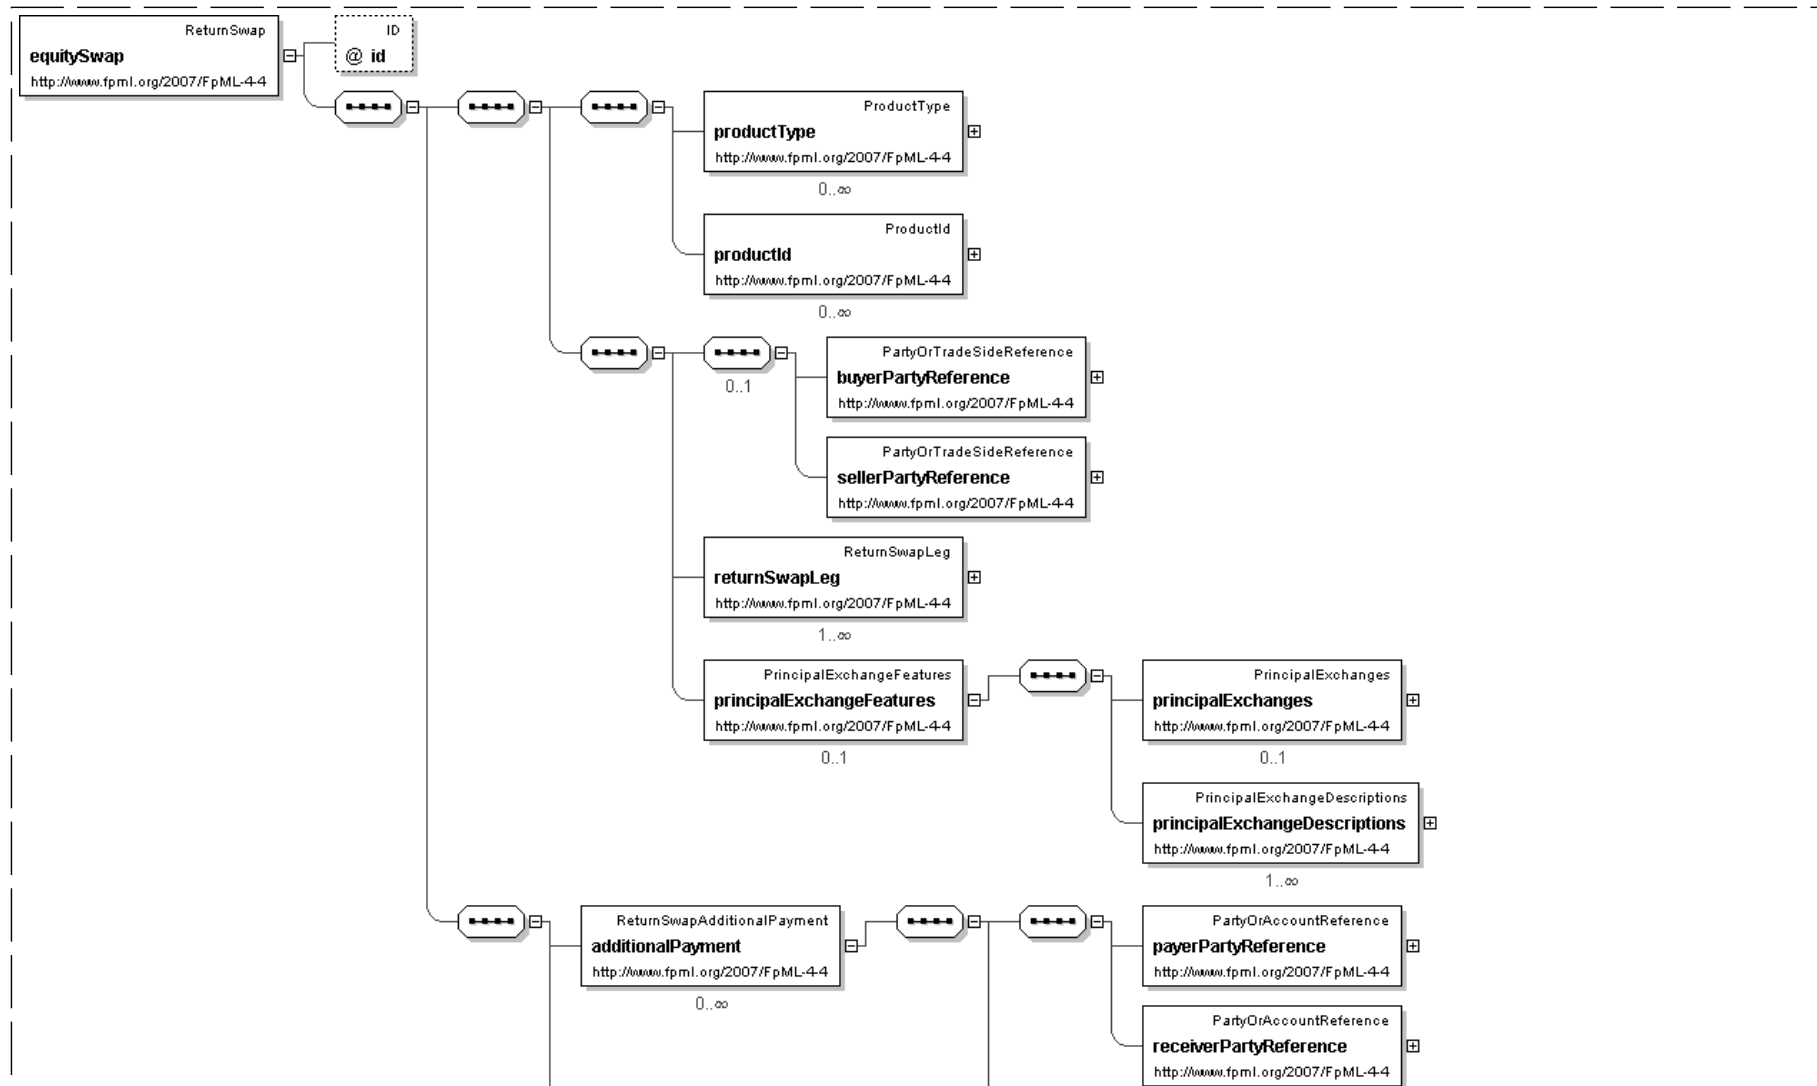 ReturnSwap
equitySwap
http://www.fpml.org/2007/FpML-4-4
ID
@ id
ProductType
productType
http://www.fpml.org/2007/FpML-4-4
0..∞
ProductId
productId
http://www.fpml.org/2007/FpML-4-4
0..∞
0..1
PartyOrTradeSideReference
buyerPartyReference
http://www.fpml.org/2007/FpML-4-4
PartyOrTradeSideReference
sellerPartyReference
http://www.fpml.org/2007/FpML-4-4
ReturnSwapLeg
returnSwapLeg
http://www.fpml.org/2007/FpML-4-4
1..∞
PrincipalExchangeFeatures
principalExchangeFeatures
http://www.fpml.org/2007/FpML-4-4
0..1
PrincipalExchanges
principalExchanges
http://www.fpml.org/2007/FpML-4-4
0..1
PrincipalExchangeDescriptions
principalExchangeDescriptions
http://www.fpml.org/2007/FpML-4-4
1..∞
ReturnSwapAdditionalPayment
additionalPayment
http://www.fpml.org/2007/FpML-4-4
0..∞
PartyOrAccountReference
payerPartyReference
http://www.fpml.org/2007/FpML-4-4
PartyOrAccountReference
receiverPartyReference
http://www.fpml.org/2007/FpML-4-4